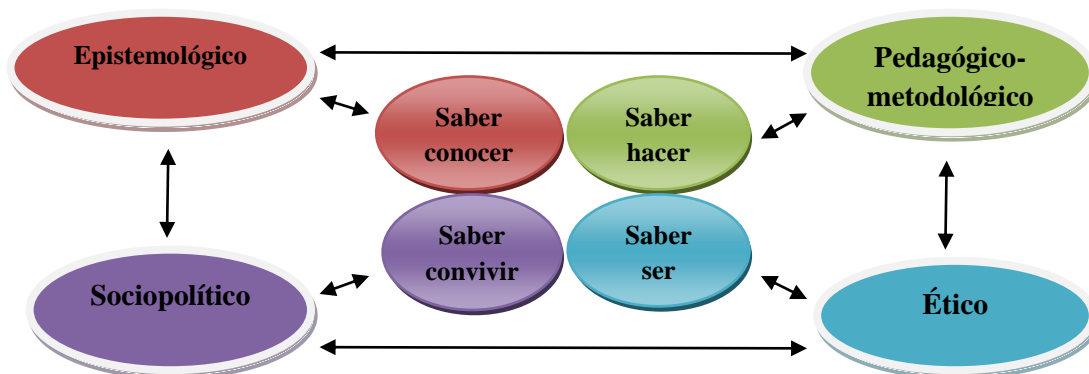 Epistemológico
Pedagógico-
metodológico
Saber
conocer
Saber
hacer
Saber
convivir
Saber
ser
Sociopolítico
Ético